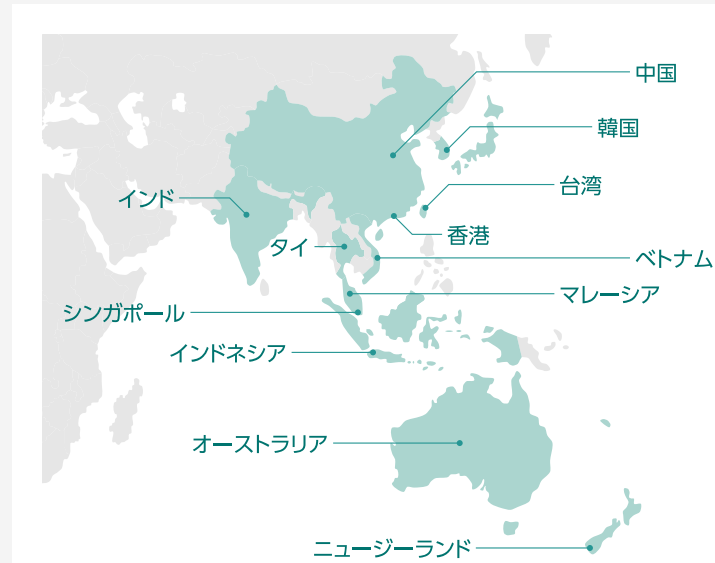 中国
韓国
台湾
インド
香港
タイ
ベトナム
マレーシア
シンガポール
インドネシア
オーストラリア
ニュージーランド